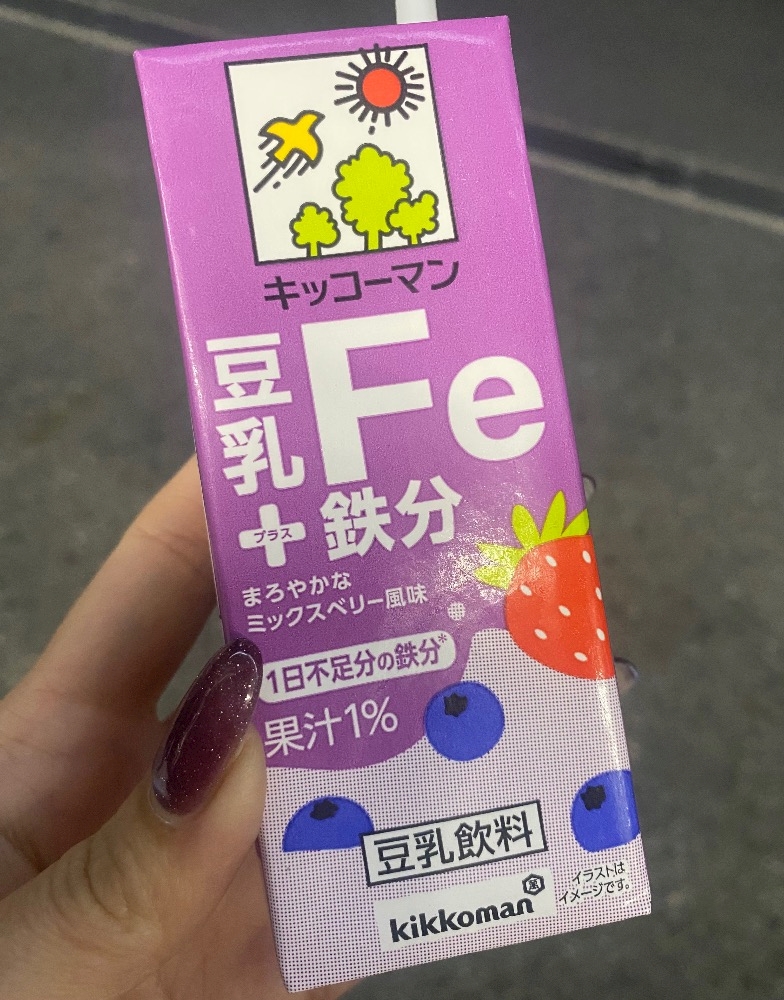 キッコーマン
豆乳 Fe
プラス
+鉄分
まろやかな
ミックスベリー風味
1日不足分の鉄分*
果汁1%
豆乳飲料
kikkoman
イラストは
イメージです。